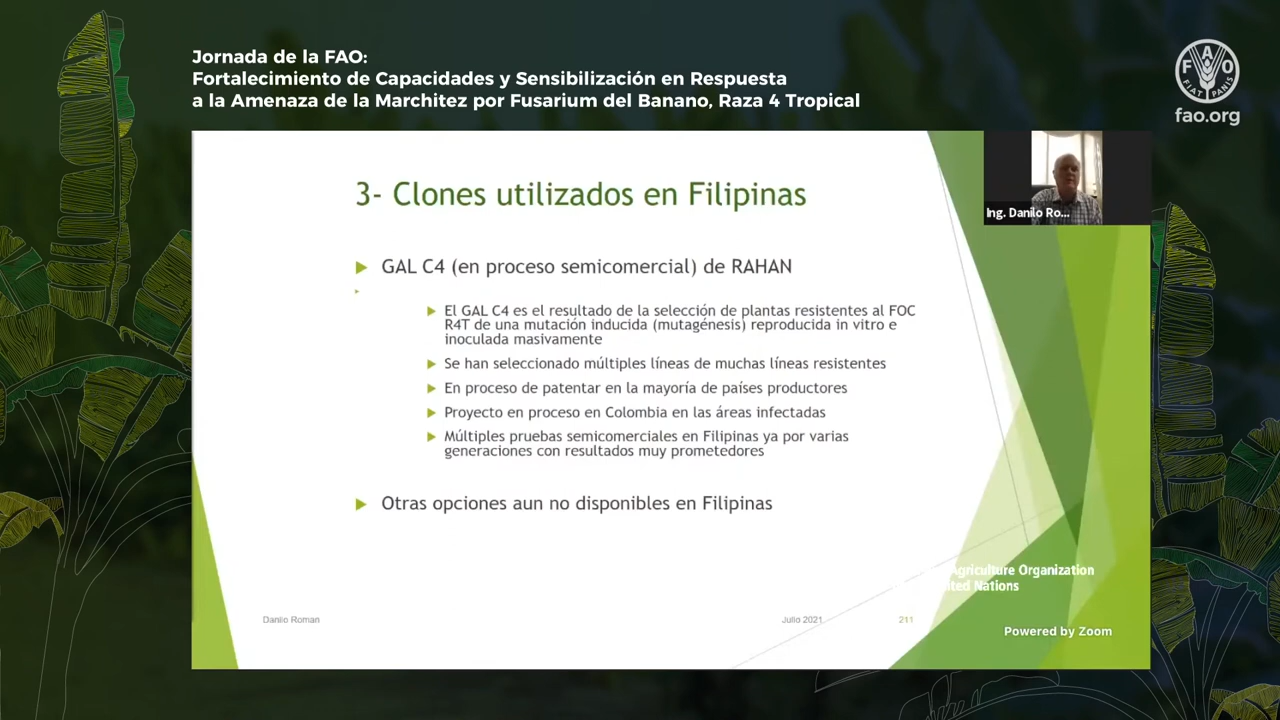 Jornada de la FAO:
Fortalecimiento de Capacidades y Sensibilización en Respuesta
a la Amenaza de la Marchitez por Fusarium del Banano, Raza 4 Tropical
F A O
FIAT PANIS
fao.org
Ing. Danilo Ro...
3- Clones utilizados en Filipinas
GAL C4 (en proceso semicomercial) de RAHAN
El GAL C4 es el resultado de la selección de plantas resistentes al FOC
R4T de una mutación inducida (mutagénesis) reproducida in vitro e
inoculada masivamente
Se han seleccionado múltiples líneas de muchas líneas resistentes
En proceso de patentar en la mayoría de países productores
Proyecto en proceso en Colombia en las áreas infectadas
Múltiples pruebas semicomerciales en Filipinas ya por varias
generaciones con resultados muy prometedores
Otras opciones aun no disponibles en Filipinas
Agriculture Organization
Nations
Danilo Roman
Julio 2021
211
Powered by Zoom